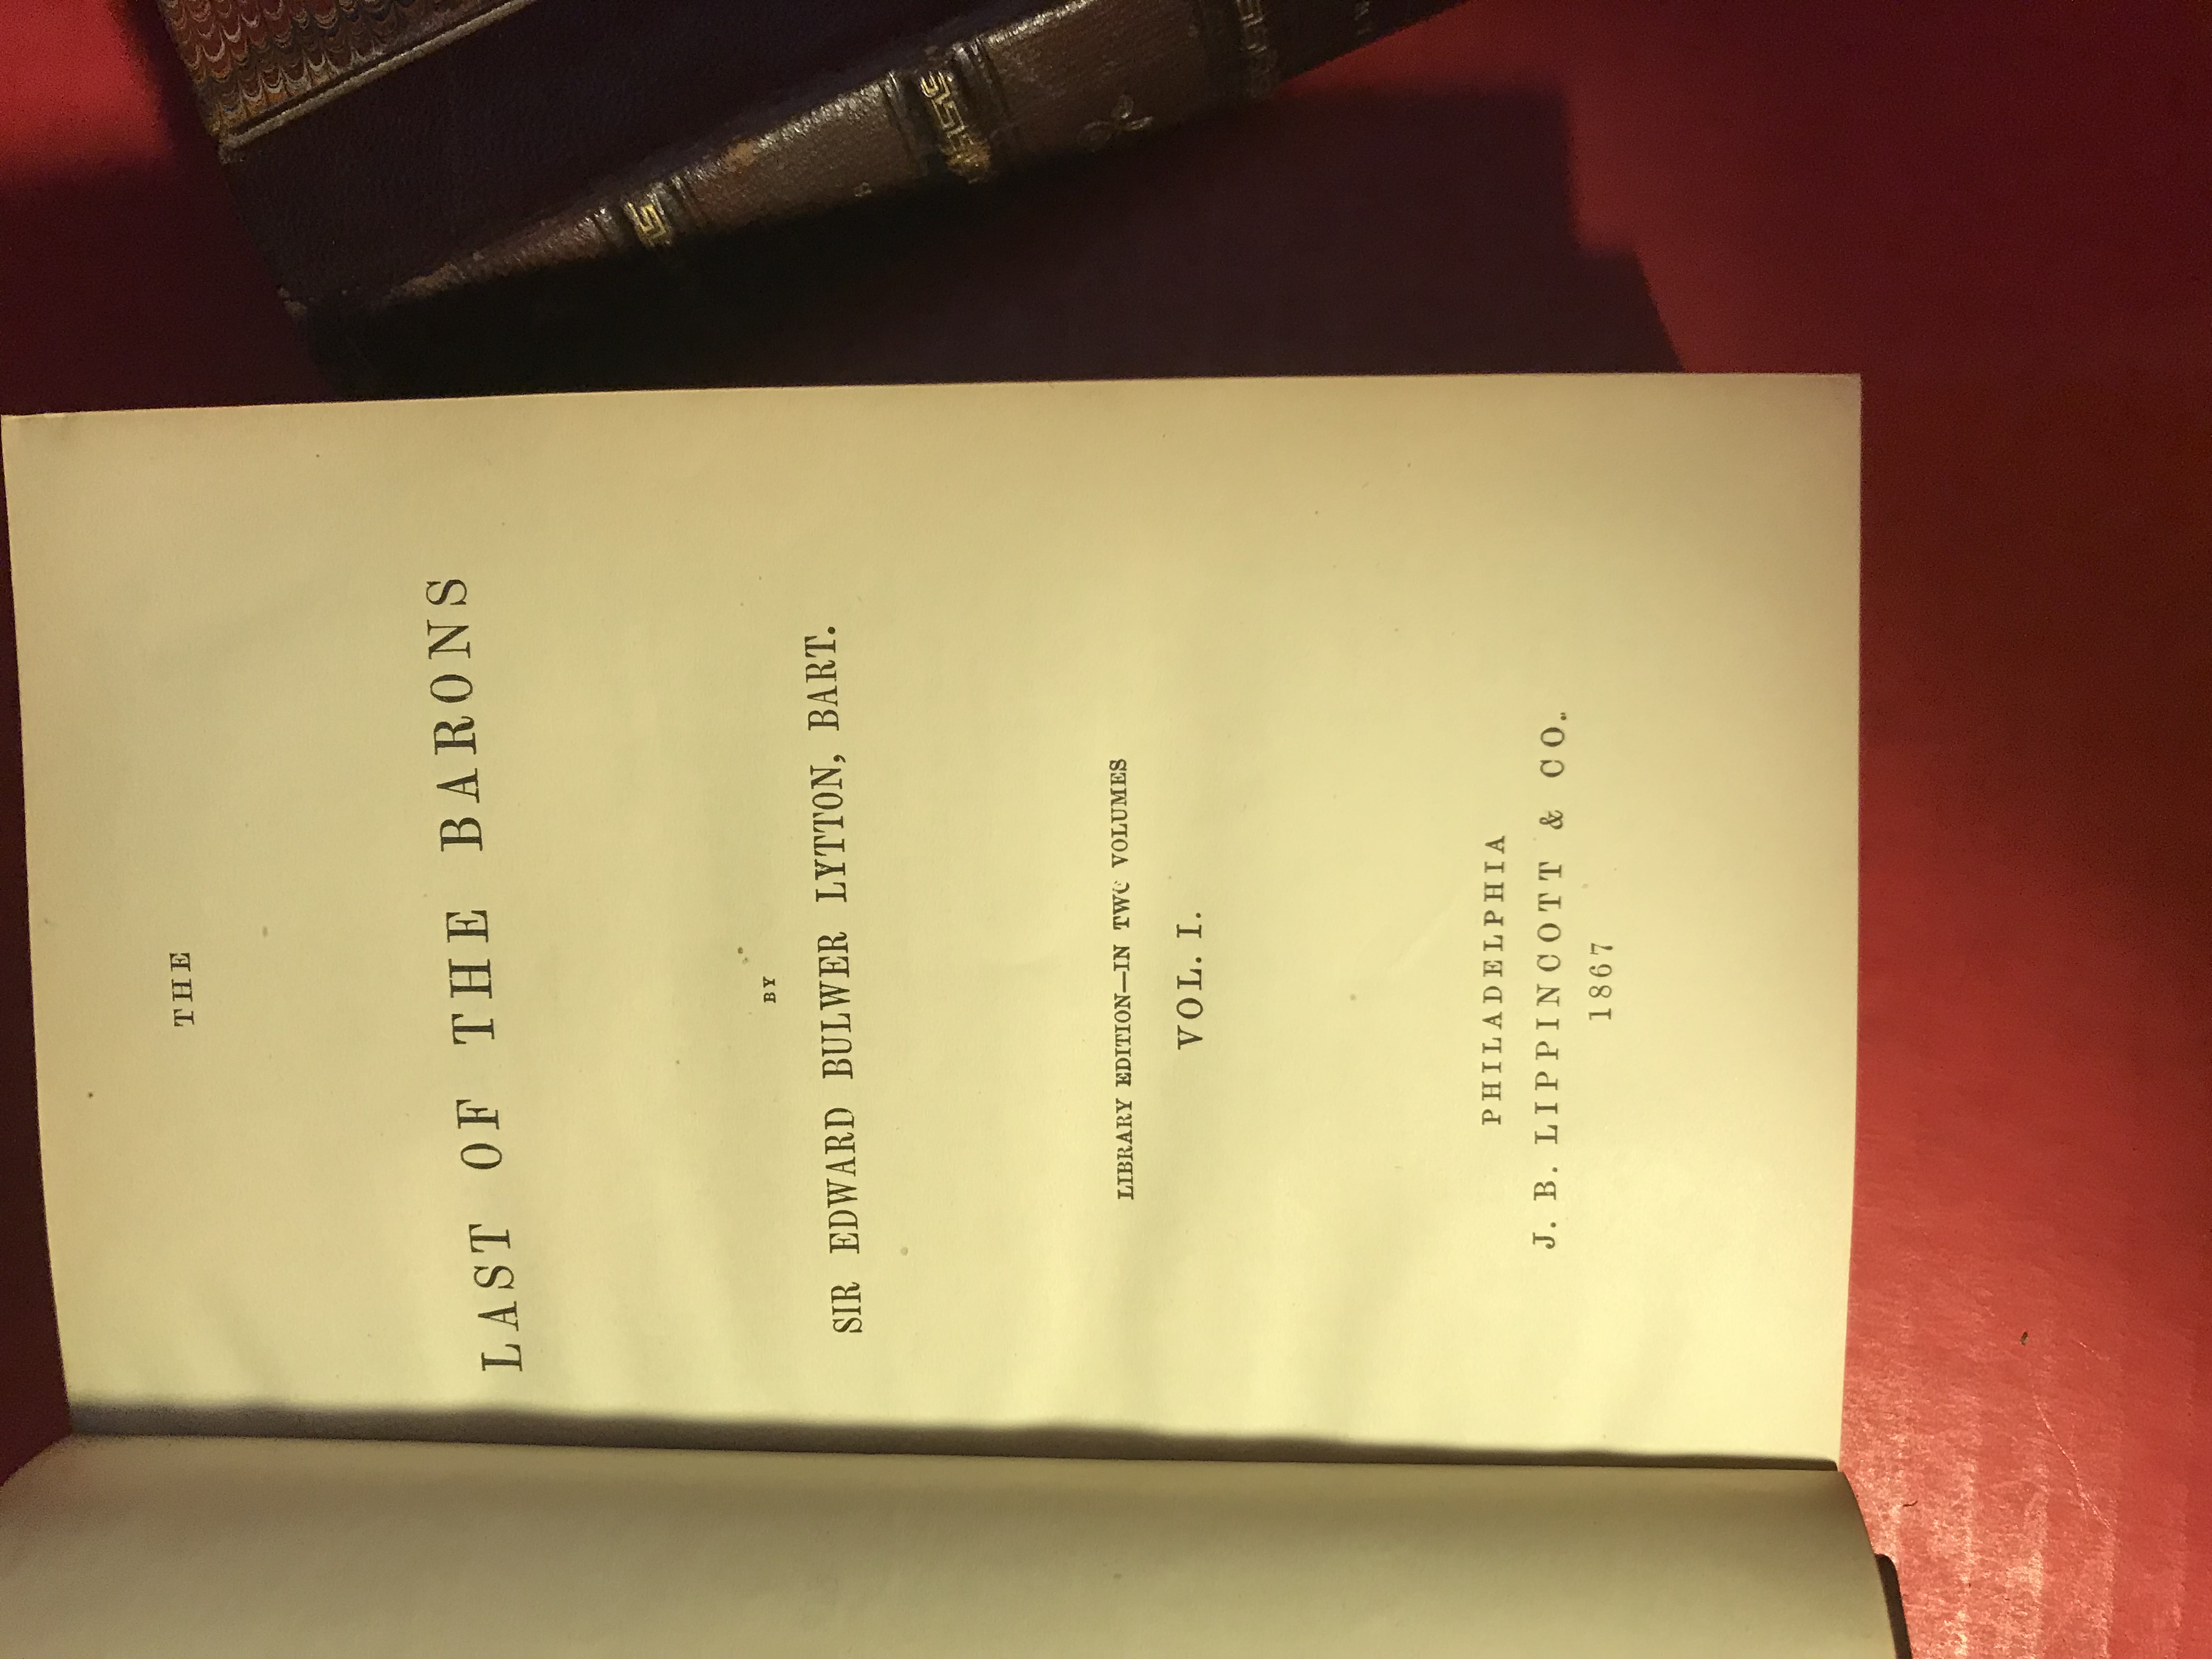 THE
LAST OF THE BARONS
BY
SIR EDWARD BULWER LYTTON, BART.
LIBRARY EDITION—IN TWO VOLUMES
VOL. I.
PHILADELPHIA
J. B. LIPPINCOTT & CO.
1867